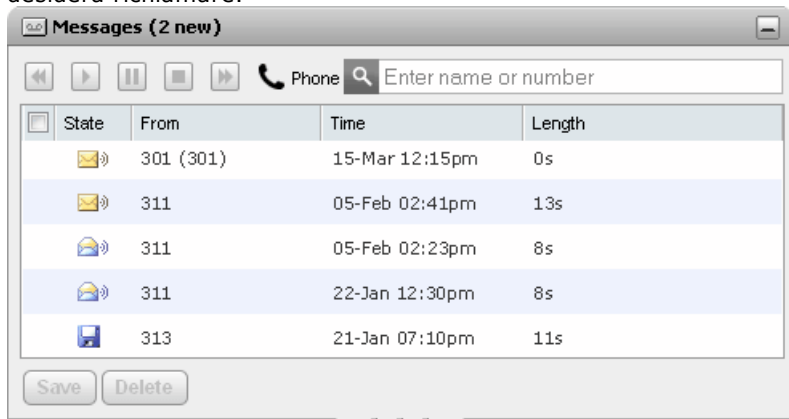 desidera richiamare.
Messages (2 new)
Phone Enter name or number
State From Time Length
301 (301) 15-Mar 12:15pm 0s
311 05-Feb 02:41pm 13s
311 05-Feb 02:23pm 8s
311 22-Jan 12:30pm 8s
313 21-Jan 07:10pm 11s
Save Delete